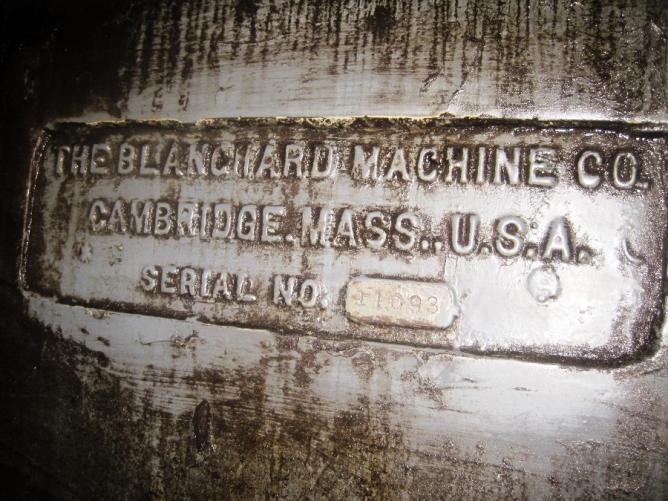 THE BLANCHARD MACHINE CO.
CAMBRIDGE. MASS.. U.S.A.
SERIAL NO.